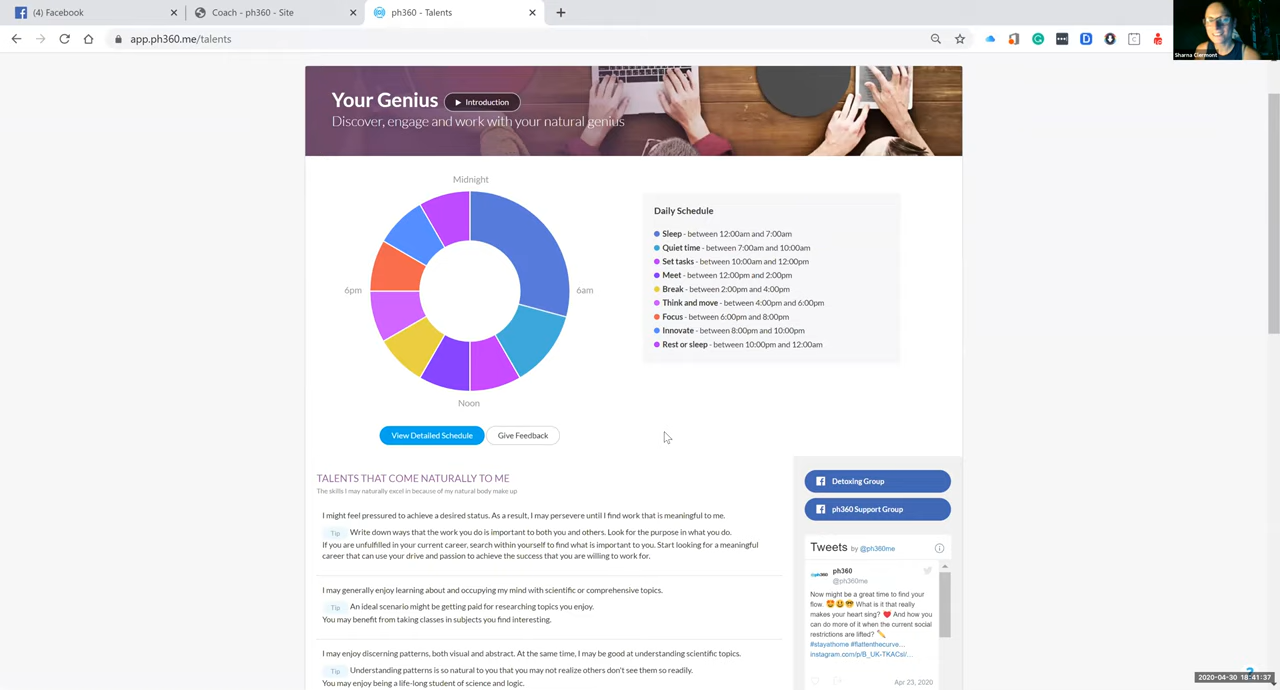 (4) Facebook
Coach - ph360 - Site
ph360 - Talents
app.ph360.me/talents
Sharna Clermont
Your Genius
Introduction
Discover, engage and work with your natural genius
Midnight
6am
Noon
6pm
Daily Schedule
Sleep - between 12:00am and 7:00am
Quiet time - between 7:00am and 10:00am
Set tasks - between 10:00am and 12:00pm
Meet - between 12:00pm and 2:00pm
Break - between 2:00pm and 4:00pm
Think and move - between 4:00pm and 6:00pm
Focus - between 6:00pm and 8:00pm
Innovate - between 8:00pm and 10:00pm
Rest or sleep - between 10:00pm and 12:00am
View Detailed Schedule
Give Feedback
TALENTS THAT COME NATURALLY TO ME
The skills I may naturally excel in because of my natural body make up
I might feel pressured to achieve a desired status. As a result, I may persevere until I find work that is meaningful to me.
Tip Write down ways that the work you do is important to both you and others. Look for the purpose in what you do.
If you are unfulfilled in your current career, search within yourself to find what is important to you. Start looking for a meaningful
career that can use your drive and passion to achieve the success that you are willing to work for.
I may generally enjoy learning about and occupying my mind with scientific or comprehensive topics.
Tip An ideal scenario might be getting paid for researching topics you enjoy.
You may benefit from taking classes in subjects you find interesting.
I may enjoy discerning patterns, both visual and abstract. At the same time, I may be good at understanding scientific topics.
Tip Understanding patterns is so natural to you that you may not realize others don't see them so readily.
You may enjoy being a life-long student of science and logic.
Detoxing Group
ph360 Support Group
Tweets by @ph360me
ph360
ph360
@ph360me
Now might be a great time to find your
flow. 🤩😃🤓 What is it that really
makes your heart sing? ❤️ And how you
can do more of it when the current social
restrictions are lifted? ✏️
#stayathome #flattenthecurve...
instagram.com/p/B_UK-TKACsl/...
Apr 23, 2020
2020-04-30 18:41:37